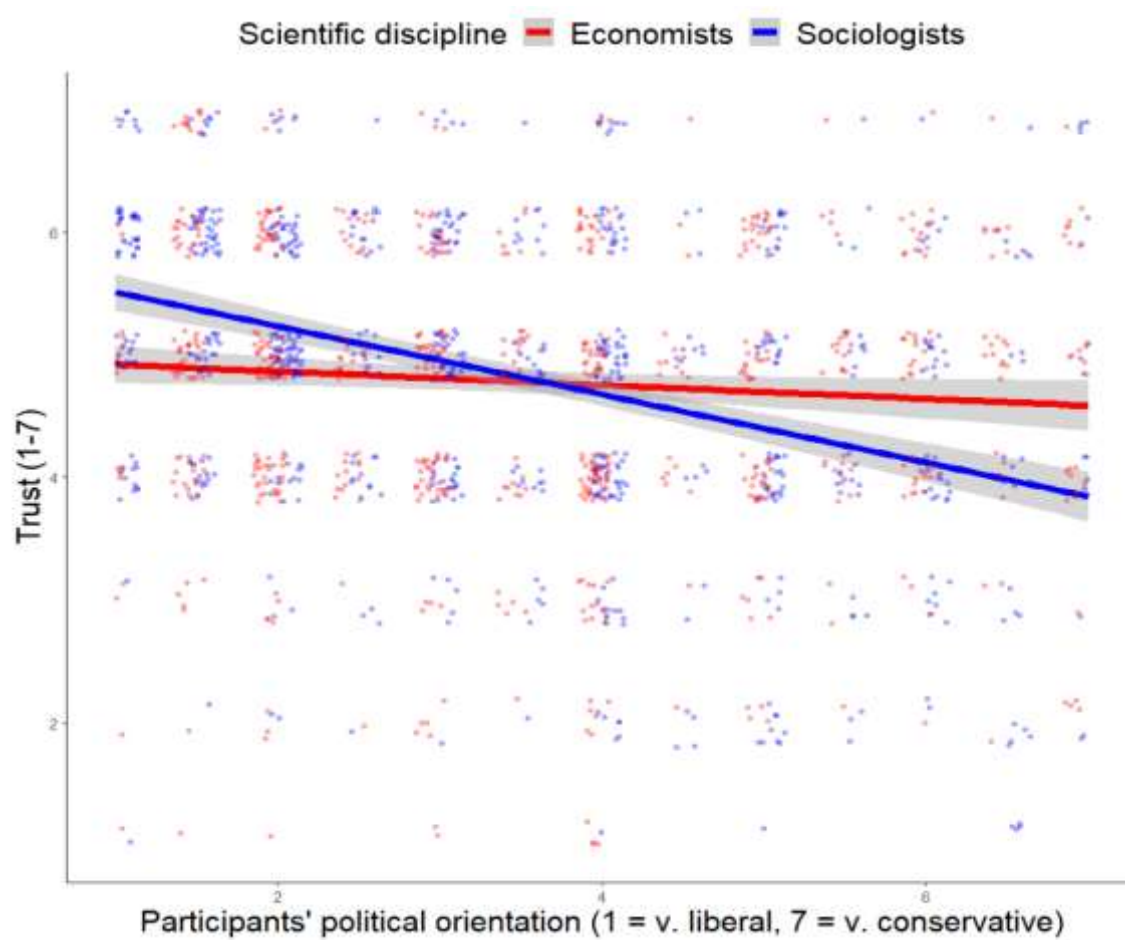 Scientific discipline Economists Sociologists
6
4
2
Trust (1-7)
2 4 6
Participants' political orientation (1 = v. liberal, 7 = v. conservative)